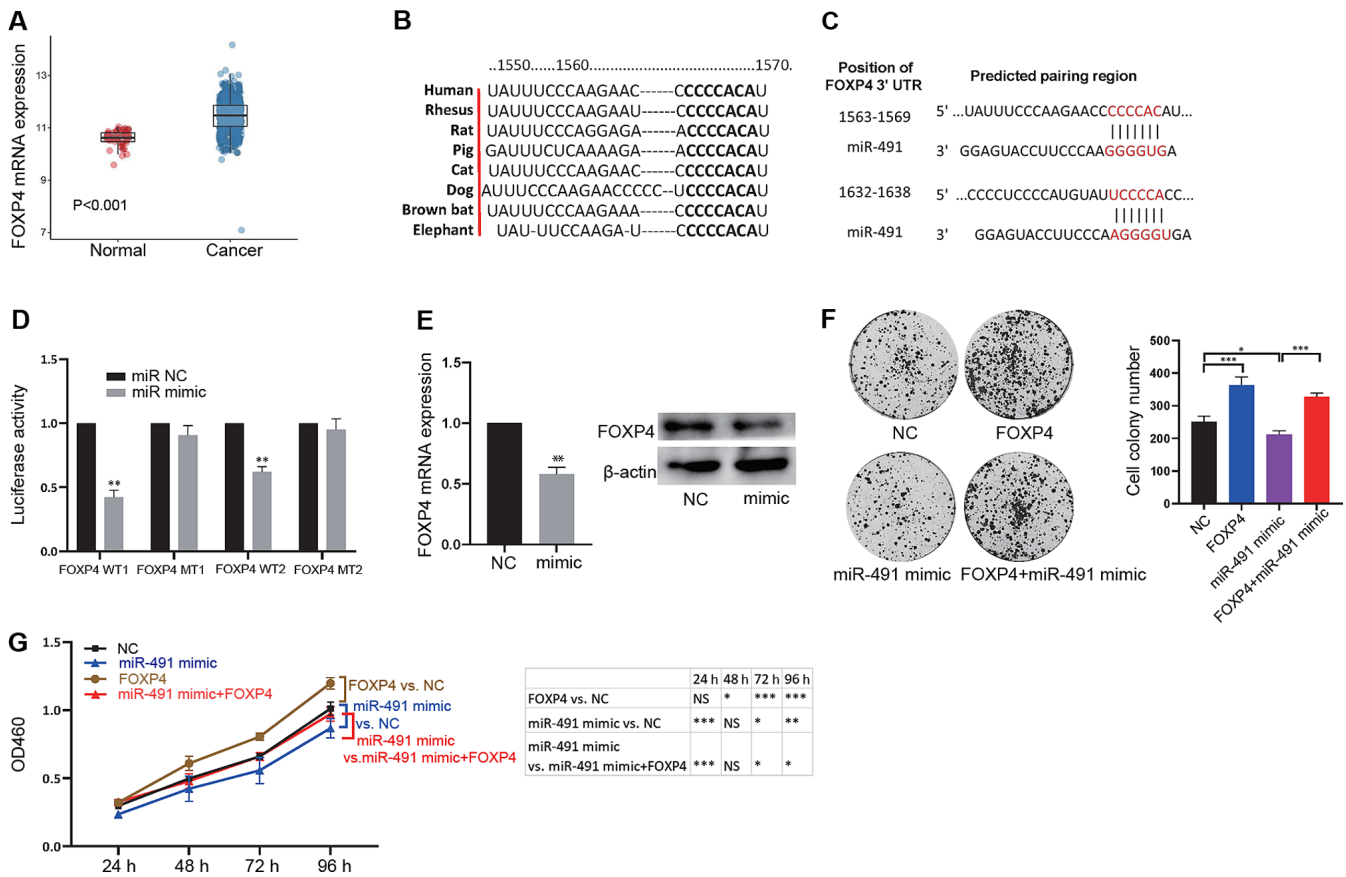 A
FOXP4 mRNA expression
13
11
9
7
P<0.001
Normal
Cancer
B
..1550......1560.............................1570.
Human UAUUUCCCAAGAAC------CCCCCACAU
Rhesus UAUUUCCCAAGAAU------CCCCCACAU
Rat UAUUUCCCAGGAGA------ACCCCACAU
Pig GAUUUCUCAAAAGA------ACCCCACAU
Cat UAUUUCCCAAGAAC------CCCCCACAU
Dog AUUUCCCAAGAACCCCCC--UCCCCACAU
Brown bat UAUUUCCCAAGAAA------CCCCCACAU
Elephant UAU-UUCCAAGA-U------CCCCCACAU
C
Position of
FOXP4 3' UTR
Predicted pairing region
1563-1569 5' ...UAUUUCCCAAGAACCCCCCACAU...
miR-491 3' GGAGUACCUUCCCAAGGGGUGA
1632-1638 5' ...CCCCUCCCCAUGUAUUCCCCACC...
miR-491 3' GGAGUACCUUCCCAAGGGGUGA
D
Luciferase activity
1.5
1.0
0.5
0.0
miR NC
miR mimic
**
**
FOXP4 WT1 FOXP4 MT1 FOXP4 WT2 FOXP4 MT2
E
FOXP4 mRNA expression
1.5
1.0
0.5
0.0
**
NC
mimic
FOXP4
β-actin
NC
mimic
F
NC
FOXP4
miR-491 mimic
FOXP4+miR-491 mimic
Cell colony number
500
400
300
200
100
0
*
***
***
NC
FOXP4
miR-491 mimic
FOXP4+miR-491 mimic
G
OD460
1.5
1.0
0.5
0.0
NC
miR-491 mimic
FOXP4
miR-491 mimic+FOXP4
FOXP4 vs. NC
miR-491 mimic
vs. NC
miR-491 mimic
vs.miR-491 mimic+FOXP4
24 h
48 h
72 h
96 h
24 h 48 h 72 h 96 h
FOXP4 vs. NC NS * *** ***
miR-491 mimic vs. NC *** NS * **
miR-491 mimic
vs. miR-491 mimic+FOXP4 *** NS * *